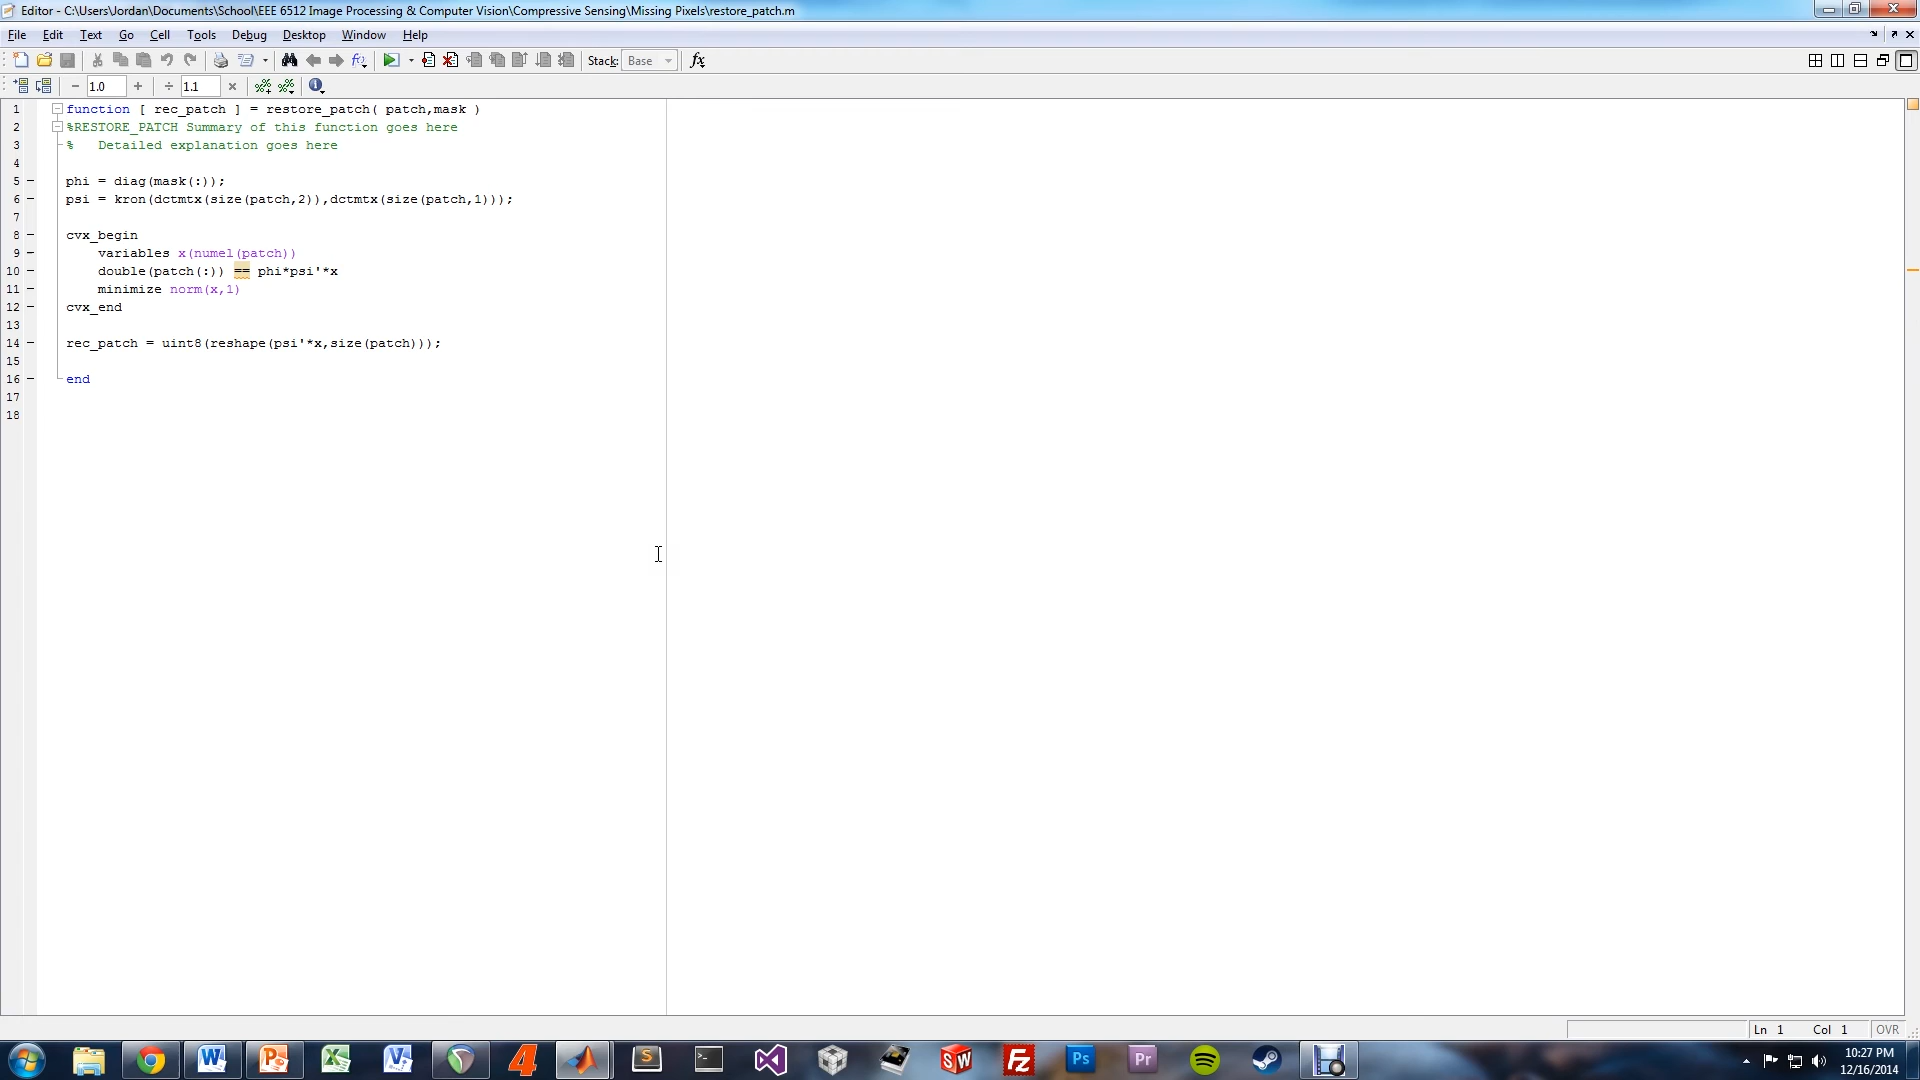 Editor - C:\Users\Jordan\Documents\School\EEE 6512 Image Processing & Computer Vision\Compressive Sensing\Missing Pixels\restore_patch.m
File Edit Text Go Cell Tools Debug Desktop Window Help
Stack: Base fx
− 1.0 + ÷ 1.1 ×
1 function [ rec_patch ] = restore_patch( patch,mask )
2 %RESTORE_PATCH Summary of this function goes here
3 %   Detailed explanation goes here
4
5 – phi = diag(mask(:));
6 – psi = kron(dctmtx(size(patch,2)),dctmtx(size(patch,1)));
7
8 – cvx_begin
9 –     variables x(numel(patch))
10 –     double(patch(:)) == phi*psi'*x
11 –     minimize norm(x,1)
12 – cvx_end
13
14 – rec_patch = uint8(reshape(psi'*x,size(patch)));
15
16 – end
17
18
Ln 1 Col 1 OVR
10:27 PM
12/16/2014